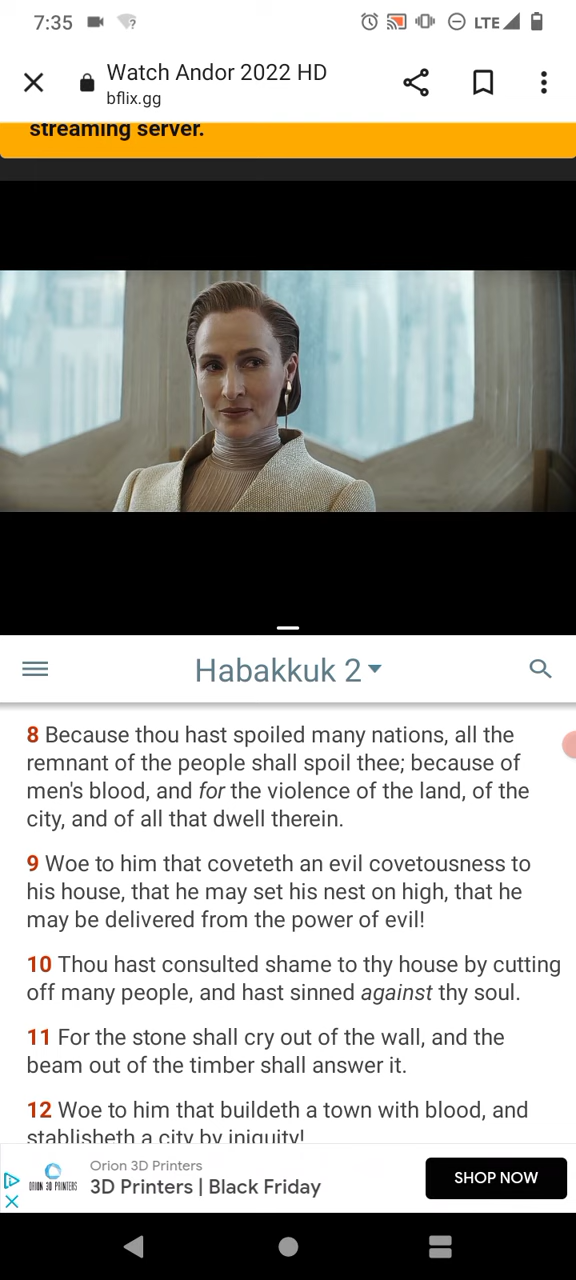 7:35
?
LTE
Watch Andor 2022 HD
bflix.gg
streaming server.
Habakkuk 2
8 Because thou hast spoiled many nations, all the
remnant of the people shall spoil thee; because of
men's blood, and for the violence of the land, of the
city, and of all that dwell therein.
9 Woe to him that coveteth an evil covetousness to
his house, that he may set his nest on high, that he
may be delivered from the power of evil!
10 Thou hast consulted shame to thy house by cutting
off many people, and hast sinned against thy soul.
11 For the stone shall cry out of the wall, and the
beam out of the timber shall answer it.
12 Woe to him that buildeth a town with blood, and
stablisheth a city by iniquity!
Orion 3D Printers
ORION 3D PRINTERS
3D Printers | Black Friday
SHOP NOW